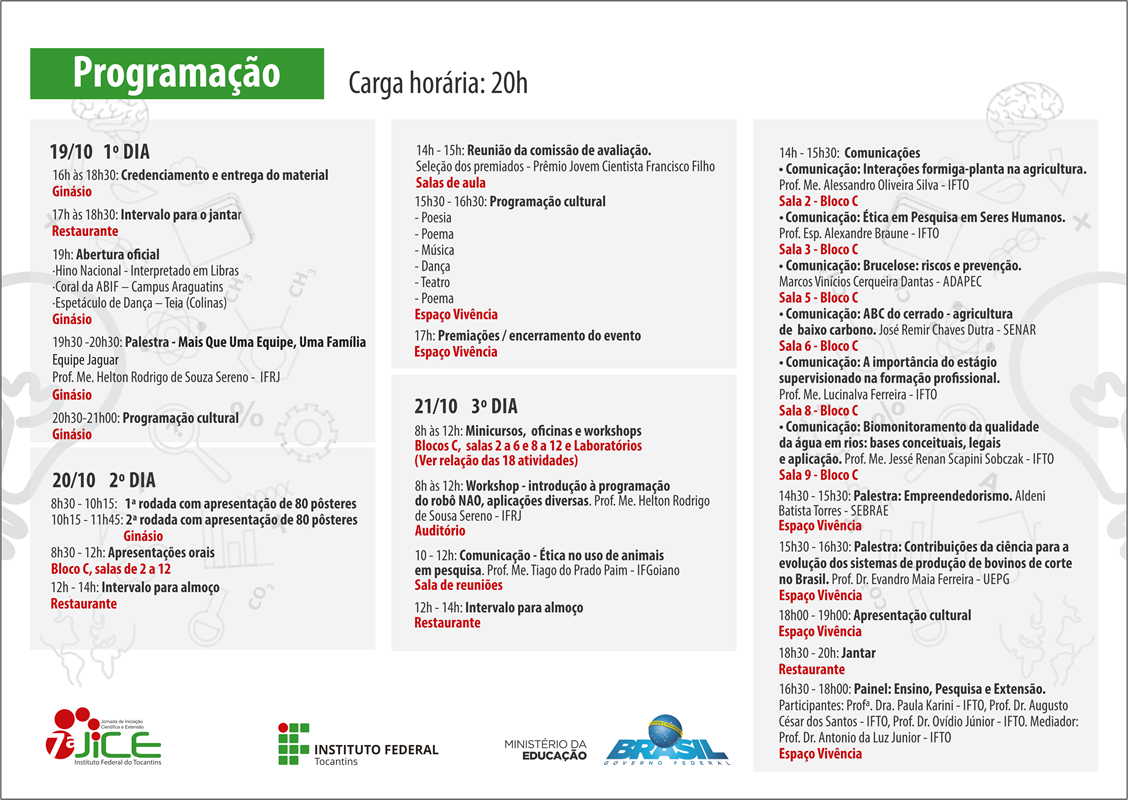 Programação
Carga horária: 20h
19/10 1º DIA
16h às 18h30: Credenciamento e entrega do material
Ginásio
17h às 18h30: Intervalo para o jantar
Restaurante
19h: Abertura oficial
·Hino Nacional - Interpretado em Libras
·Coral da ABIF – Campus Araguatins
·Espetáculo de Dança – Teia (Colinas)
Ginásio
19h30 -20h30: Palestra - Mais Que Uma Equipe, Uma Família
Equipe Jaguar
Prof. Me. Helton Rodrigo de Souza Sereno - IFRJ
Ginásio
20h30-21h00: Programação cultural
Ginásio
20/10 2º DIA
8h30 - 10h15: 1ª rodada com apresentação de 80 pôsteres
10h15 - 11h45: 2ª rodada com apresentação de 80 pôsteres
Ginásio
8h30 - 12h: Apresentações orais
Bloco C, salas de 2 a 12
12h - 14h: Intervalo para almoço
Restaurante
14h - 15h: Reunião da comissão de avaliação.
Seleção dos premiados - Prêmio Jovem Cientista Francisco Filho
Salas de aula
15h30 - 16h30: Programação cultural
- Poesia
- Poema
- Música
- Dança
- Teatro
- Poema
Espaço Vivência
17h: Premiações / encerramento do evento
Espaço Vivência
21/10 3º DIA
8h às 12h: Minicursos, oficinas e workshops
Blocos C, salas 2 a 6 e 8 a 12 e Laboratórios
(Ver relação das 18 atividades)
8h às 12h: Workshop - introdução à programação
do robô NAO, aplicações diversas. Prof. Me. Helton Rodrigo
de Sousa Sereno - IFRJ
Auditório
10 - 12h: Comunicação - Ética no uso de animais
em pesquisa. Prof. Me. Tiago do Prado Paim - IFGoiano
Sala de reuniões
12h - 14h: Intervalo para almoço
Restaurante
14h - 15h30: Comunicações
• Comunicação: Interações formiga-planta na agricultura.
Prof. Me. Alessandro Oliveira Silva - IFTO
Sala 2 - Bloco C
• Comunicação: Ética em Pesquisa em Seres Humanos.
Prof. Esp. Alexandre Braune - IFTO
Sala 3 - Bloco C
• Comunicação: Brucelose: riscos e prevenção.
Marcos Vinícios Cerqueira Dantas - ADAPEC
Sala 5 - Bloco C
• Comunicação: ABC do cerrado - agricultura
de baixo carbono. José Remir Chaves Dutra - SENAR
Sala 6 - Bloco C
• Comunicação: A importância do estágio
supervisionado na formação profissional.
Prof. Me. Lucinalva Ferreira - IFTO
Sala 8 - Bloco C
• Comunicação: Biomonitoramento da qualidade
da água em rios: bases conceituais, legais
e aplicação. Prof. Me. Jessé Renan Scapini Sobczak - IFTO
Sala 9 - Bloco C
14h30 - 15h30: Palestra: Empreendedorismo. Aldeni
Batista Torres - SEBRAE
Espaço Vivência
15h30 - 16h30: Palestra: Contribuições da ciência para a
evolução dos sistemas de produção de bovinos de corte
no Brasil. Prof. Dr. Evandro Maia Ferreira - UEPG
Espaço Vivência
18h00 - 19h00: Apresentação cultural
Espaço Vivência
18h30 - 20h: Jantar
Restaurante
16h30 - 18h00: Painel: Ensino, Pesquisa e Extensão.
Participantes: Profª. Dra. Paula Karini - IFTO, Prof. Dr. Augusto
César dos Santos - IFTO, Prof. Dr. Ovídio Júnior - IFTO. Mediador:
Prof. Dr. Antonio da Luz Junior - IFTO
Espaço Vivência
CH3
CH3
%
CO2
CO2
A
Jornada de Iniciação
Científica e Extensão
7ª JICE
Instituto Federal do Tocantins
INSTITUTO FEDERAL
Tocantins
MINISTÉRIO DA
EDUCAÇÃO
BRASIL
GOVERNO FEDERAL